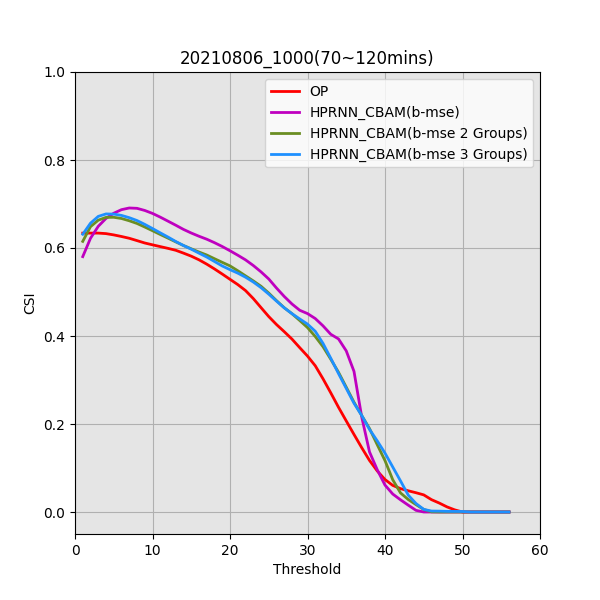 20210806_1000(70~120mins)
OP
HPRNN_CBAM(b-mse)
HPRNN_CBAM(b-mse 2 Groups)
HPRNN_CBAM(b-mse 3 Groups)
CSI
1.0
0.8
0.6
0.4
0.2
0.0
0 10 20 30 40 50 60
Threshold